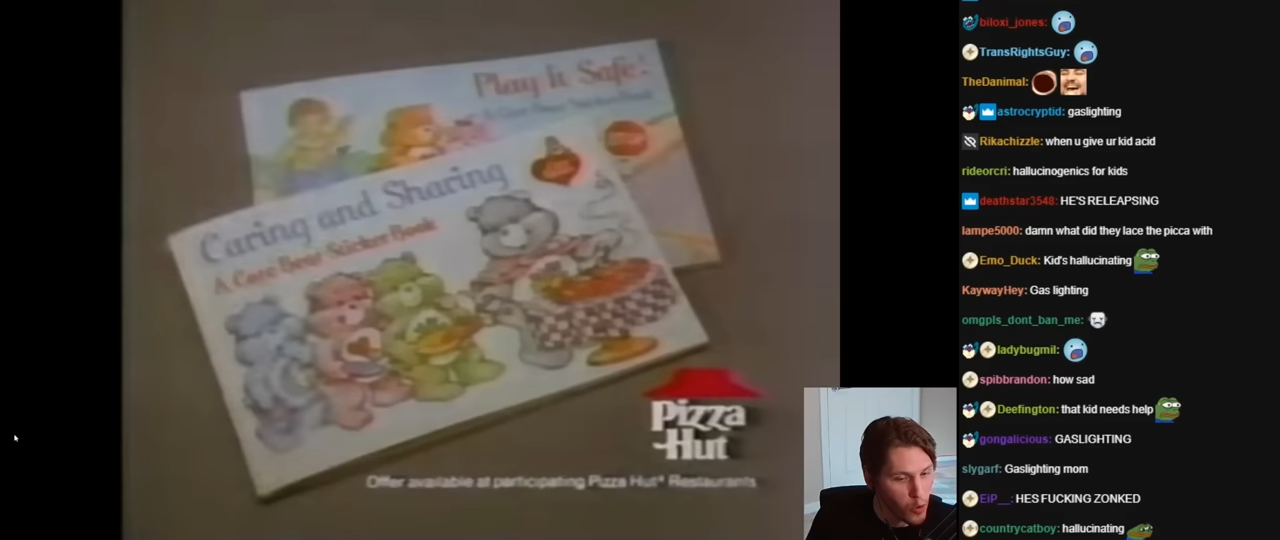 Play It Safe!
Caring and Sharing
A Care Bear Sticker Book
Pizza
Hut
Offer available at participating Pizza Hut® Restaurants
biloxi_jones:
TransRightsGuy:
TheDanimal:
astrocryptid: gaslighting
Rikachizzle: when u give ur kid acid
rideorcri: hallucinogenics for kids
deathstar3548: HE'S RELEAPSING
lampe5000: damn what did they lace the picca with
Emo_Duck: Kid's hallucinating
KaywayHey: Gas lighting
omgpls_dont_ban_me:
ladybugmil:
spibbrandon: how sad
Deefington: that kid needs help
gongalicious: GASLIGHTING
slygarf: Gaslighting mom
EiP__: HES FUCKING ZONKED
countrycatboy: hallucinating